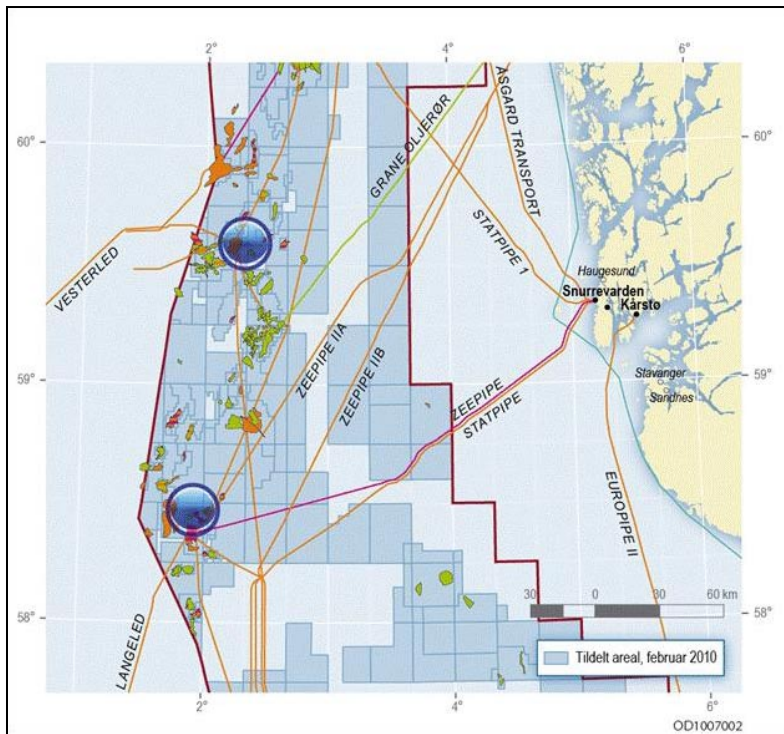 2°
4°
6°
60°
60°
ÅSGARD TRANSPORT
GRANE OLJERØR
STATPIPE 1
VESTERLED
Haugesund
Snurrevarden
Kårstø
ZEEPIPE IIA
ZEEPIPE IIB
59°
59°
Stavanger
Sandnes
ZEEPIPE
STATPIPE
EUROPIPE II
LANGELED
58°
58°
30 0 30 60 km
Tildelt areal, februar 2010
2°
4°
6°
OD1007002